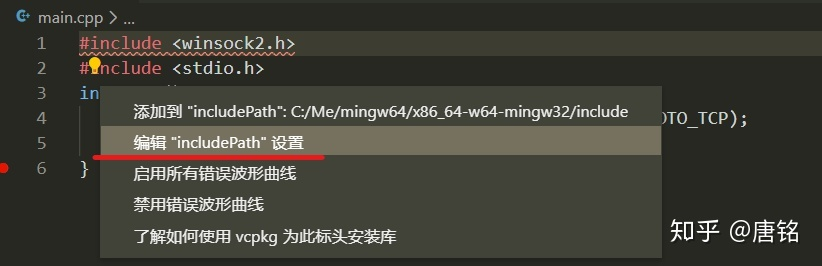 main.cpp > ...
1 #include <winsock2.h>
2 #include <stdio.h>
3 in
添加到 "includePath": C:/Me/mingw64/x86_64-w64-mingw32/include
4 OTO_TCP);
编辑 "includePath" 设置
5
启用所有错误波形曲线
6 }
禁用错误波形曲线
了解如何使用 vcpkg 为此标头安装库
知乎 @唐铭